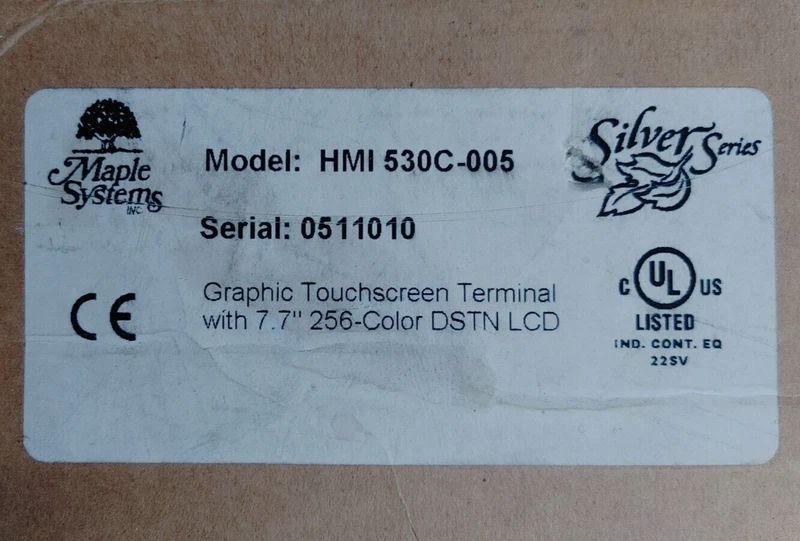 Maple
Systems
INC.
Model: HMI 530C-005
Silver Series
Serial: 0511010
CE
Graphic Touchscreen Terminal
with 7.7" 256-Color DSTN LCD
C UL US
LISTED
IND. CONT. EQ
22SV